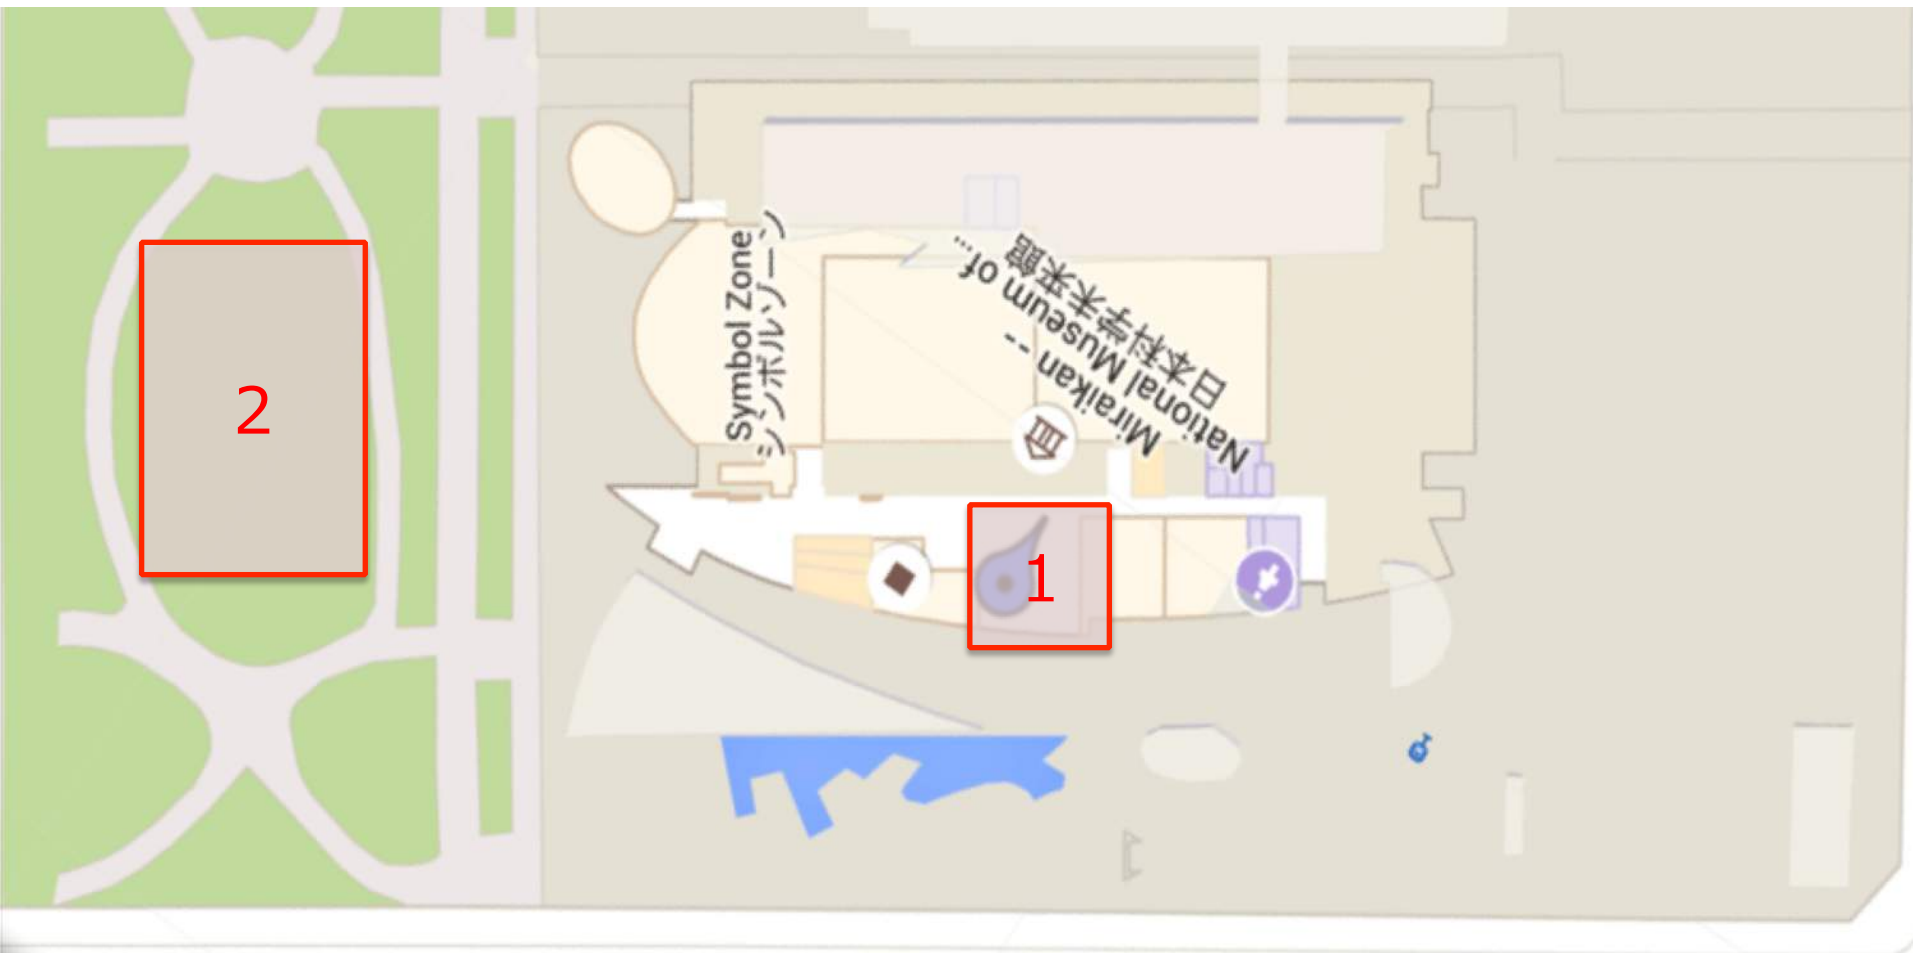 2
Symbol Zone
シンボルゾーン
Miraikan --
National Museum of...
日本科学未来館
1